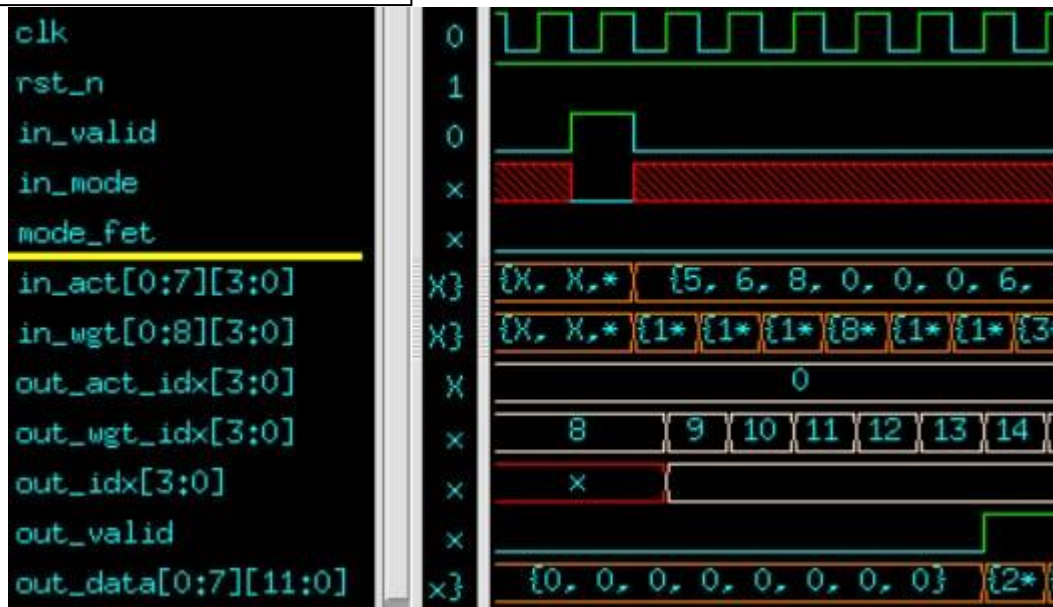 clk 0
rst_n 1
in_valid 0
in_mode x
mode_fet x
in_act[0:7][3:0] X} {X, X,* {5, 6, 8, 0, 0, 0, 6,
in_wgt[0:8][3:0] X} {X, X,* {1* {1* {1* {8* {1* {1* {3*
out_act_idx[3:0] X 0
out_wgt_idx[3:0] x 8 9 10 11 12 13 14
out_idx[3:0] x x
out_valid x
out_data[0:7][11:0] x} {0, 0, 0, 0, 0, 0, 0, 0} {2*